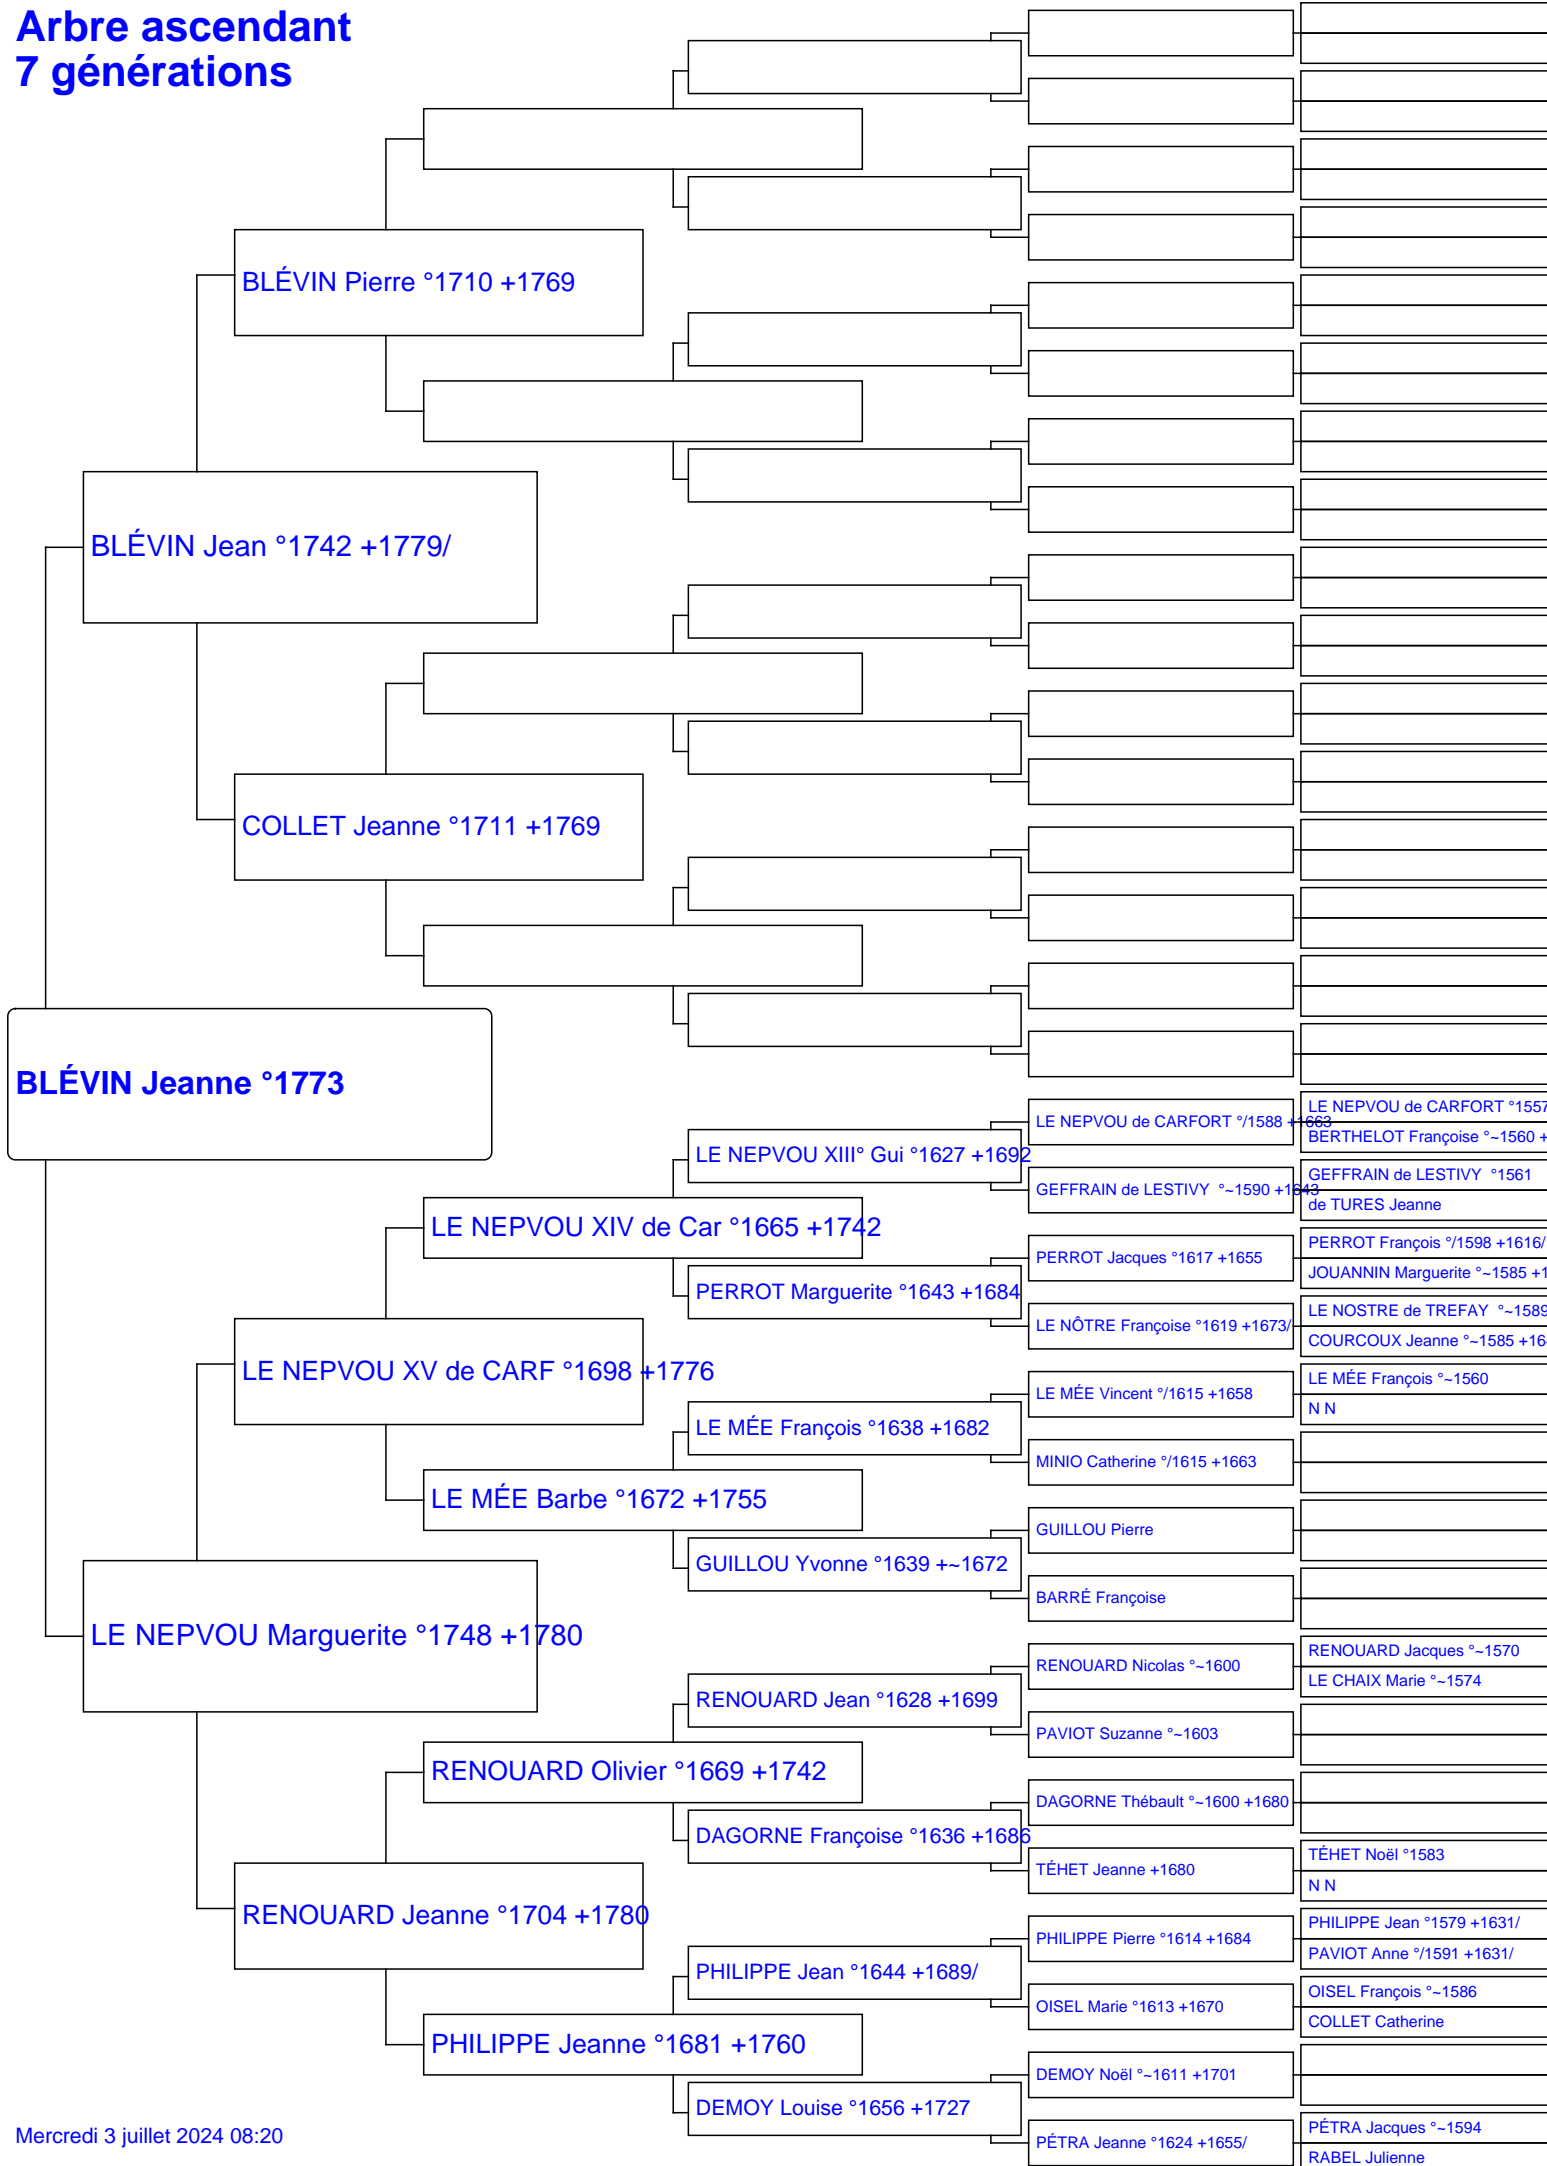 Arbre ascendant
7 générations
BLÉVIN Pierre °1710 +1769
BLÉVIN Jean °1742 +1779/
COLLET Jeanne °1711 +1769
BLÉVIN Jeanne °1773
LE NEPVOU de CARFORT °/1588 +1663
LE NEPVOU de CARFORT °1557
BERTHELOT Françoise °~1560 +
LE NEPVOU XIII° Gui °1627 +1692
GEFFRAIN de LESTIVY °~1590 +1643
GEFFRAIN de LESTIVY °1561
de TURES Jeanne
LE NEPVOU XIV de Car °1665 +1742
PERROT Jacques °1617 +1655
PERROT François °/1598 +1616/
JOUANNIN Marguerite °~1585 +1
PERROT Marguerite °1643 +1684
LE NÔTRE Françoise °1619 +1673/
LE NOSTRE de TREFAY °~1589
COURCOUX Jeanne °~1585 +16
LE NEPVOU XV de CARF °1698 +1776
LE MÉE Vincent °/1615 +1658
LE MÉE François °~1560
N N
LE MÉE François °1638 +1682
MINIO Catherine °/1615 +1663
LE MÉE Barbe °1672 +1755
GUILLOU Pierre
GUILLOU Yvonne °1639 +~1672
BARRÉ Françoise
LE NEPVOU Marguerite °1748 +1780
RENOUARD Nicolas °~1600
RENOUARD Jacques °~1570
LE CHAIX Marie °~1574
RENOUARD Jean °1628 +1699
PAVIOT Suzanne °~1603
RENOUARD Olivier °1669 +1742
DAGORNE Thébault °~1600 +1680
DAGORNE Françoise °1636 +1686
TÉHET Jeanne +1680
TÉHET Noël °1583
N N
RENOUARD Jeanne °1704 +1780
PHILIPPE Pierre °1614 +1684
PHILIPPE Jean °1579 +1631/
PAVIOT Anne °/1591 +1631/
PHILIPPE Jean °1644 +1689/
OISEL Marie °1613 +1670
OISEL François °~1586
COLLET Catherine
PHILIPPE Jeanne °1681 +1760
DEMOY Noël °~1611 +1701
DEMOY Louise °1656 +1727
PÉTRA Jeanne °1624 +1655/
PÉTRA Jacques °~1594
RABEL Julienne
Mercredi 3 juillet 2024 08:20